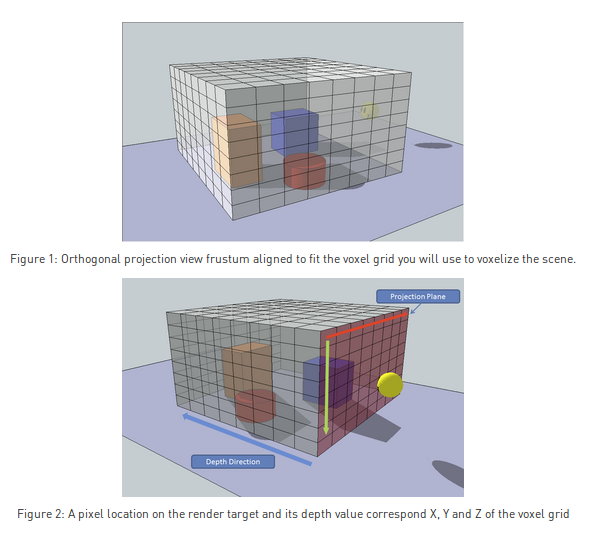 Figure 1: Orthogonal projection view frustum aligned to fit the voxel grid you will use to voxelize the scene.
Projection Plane
Depth Direction
Figure 2: A pixel location on the render target and its depth value correspond X, Y and Z of the voxel grid